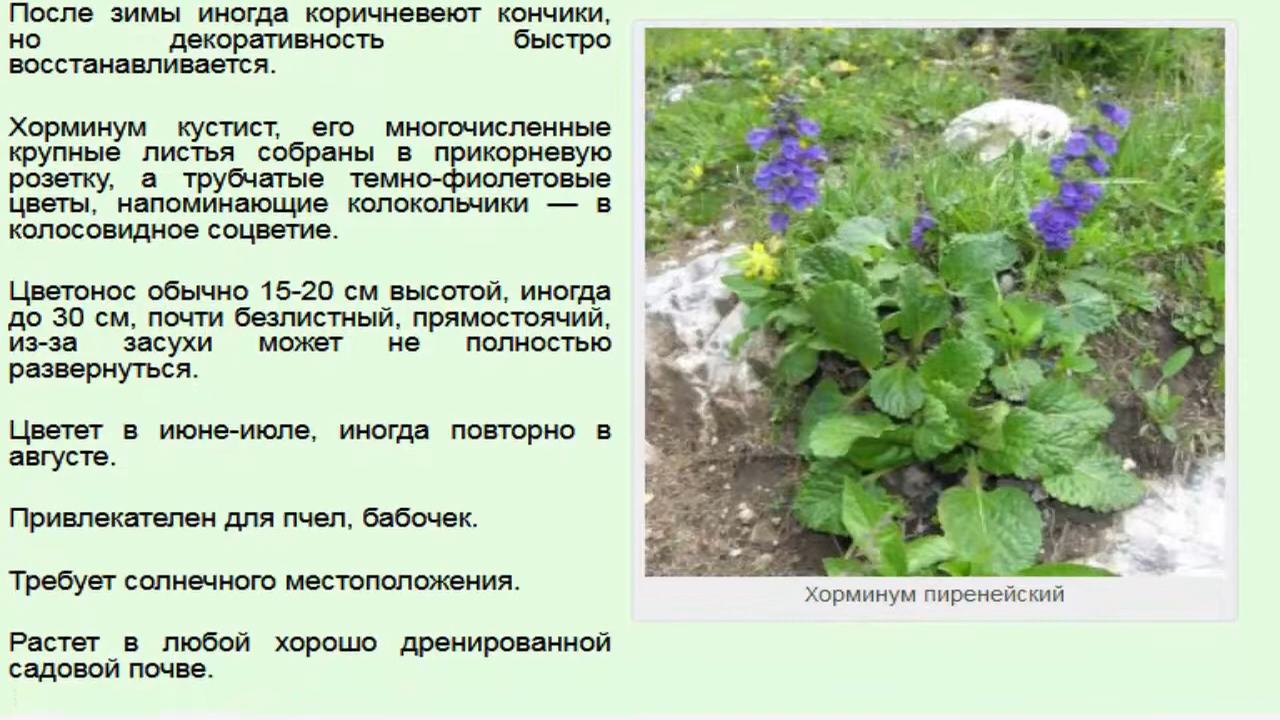 После зимы иногда коричневеют кончики,
но декоративность быстро
восстанавливается.
Хорминум кустист, его многочисленные
крупные листья собраны в прикорневую
розетку, а трубчатые темно-фиолетовые
цветы, напоминающие колокольчики — в
колосовидное соцветие.
Цветонос обычно 15-20 см высотой, иногда
до 30 см, почти безлистный, прямостоячий,
из-за засухи может не полностью
развернуться.
Цветет в июне-июле, иногда повторно в
августе.
Привлекателен для пчел, бабочек.
Требует солнечного местоположения.
Растет в любой хорошо дренированной
садовой почве.
Хорминум пиренейский